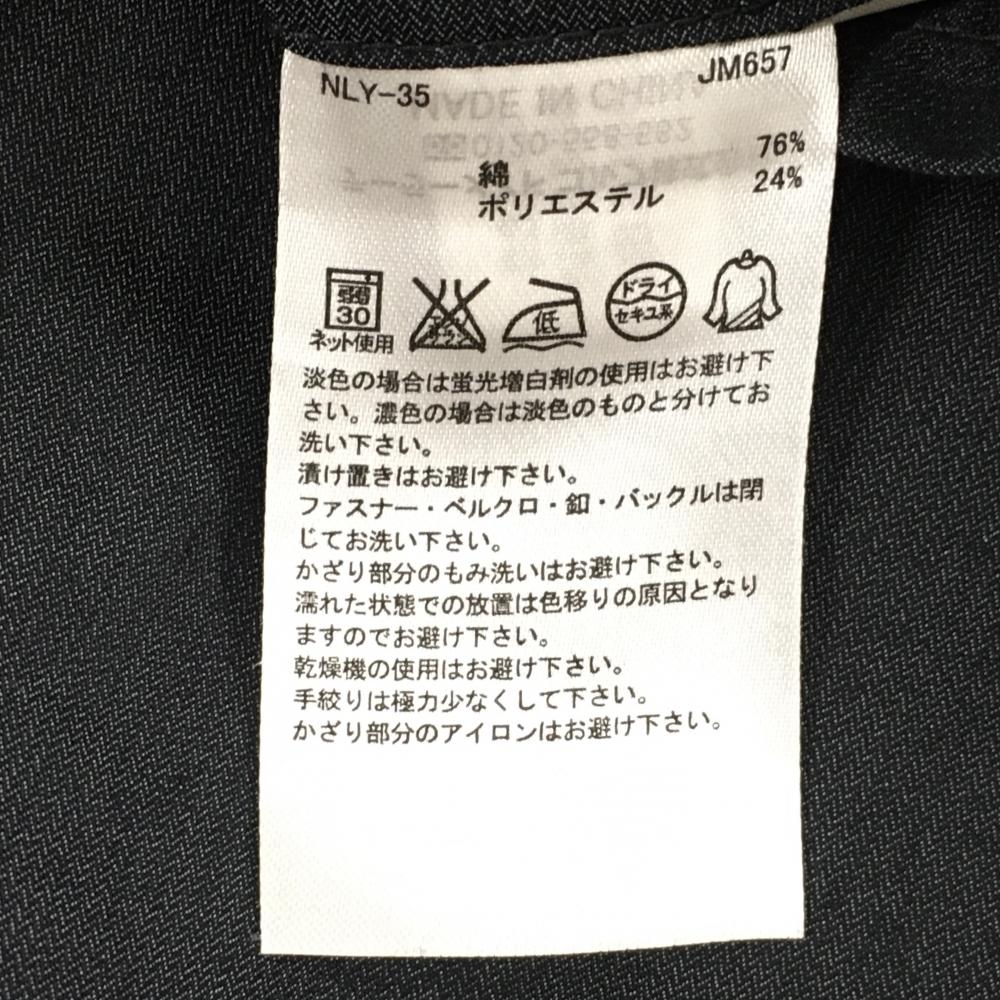 NLY-35 JM657
綿 76%
ポリエステル 24%
弱
30
ネット使用
低
ドライ
セキユ系
淡色の場合は蛍光増白剤の使用はお避け下
さい。濃色の場合は淡色のものと分けてお
洗い下さい。
漬け置きはお避け下さい。
ファスナー・ベルクロ・釦・バックルは閉
じてお洗い下さい。
かざり部分のもみ洗いはお避け下さい。
濡れた状態での放置は色移りの原因となり
ますのでお避け下さい。
乾燥機の使用はお避け下さい。
手絞りは極力少なくして下さい。
かざり部分のアイロンはお避け下さい。